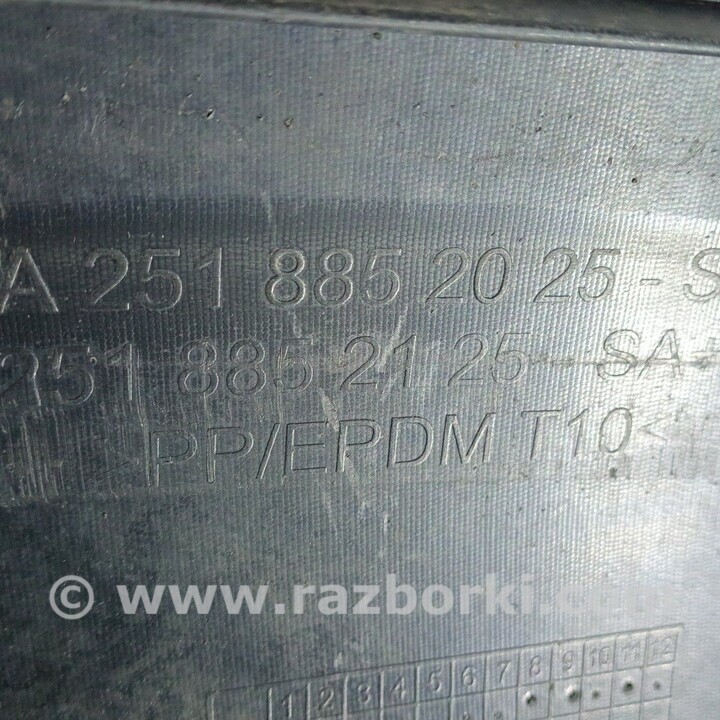 A 251 885 20 25 - S
251 885 21 25 - SA
>PP/EPDM T10<
© www.razborki.com
1 2 3 4 5 6 7 8 9 10 11 12